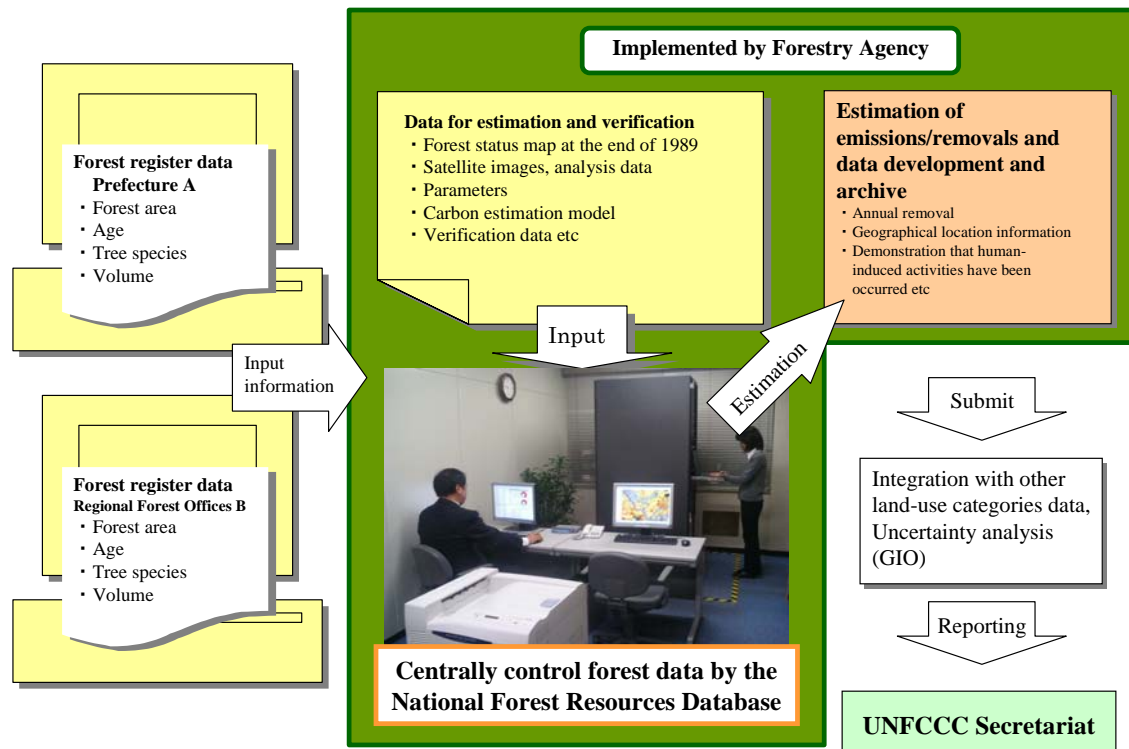 Implemented by Forestry Agency
Forest register data
Prefecture A
・Forest area
・Age
・Tree species
・Volume
Forest register data
Regional Forest Offices B
・Forest area
・Age
・Tree species
・Volume
Input
information
Data for estimation and verification
・Forest status map at the end of 1989
・Satellite images, analysis data
・Parameters
・Carbon estimation model
・Verification data etc
Input
Centrally control forest data by the
National Forest Resources Database
Estimation
Estimation of
emissions/removals and
data development and
archive
・Annual removal
・Geographical location information
・Demonstration that human-
induced activities have been
occurred etc
Submit
Integration with other
land-use categories data,
Uncertainty analysis
(GIO)
Reporting
UNFCCC Secretariat